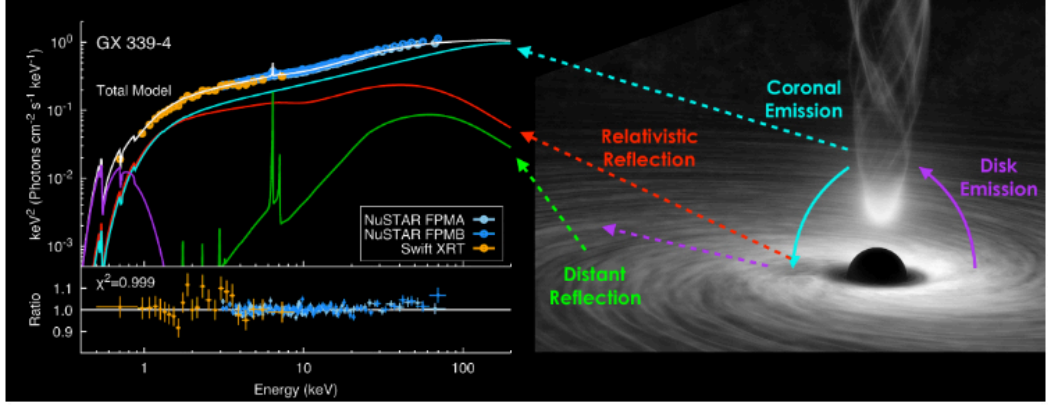 GX 339-4
Total Model
NuSTAR FPMA
NuSTAR FPMB
Swift XRT
keV² (Photons cm⁻² s⁻¹ keV⁻¹)
10⁰
10⁻¹
10⁻²
10⁻³
χ²=0.999
Ratio
1.1
1.0
0.9
1
10
100
Energy (keV)
Coronal
Emission
Relativistic
Reflection
Disk
Emission
Distant
Reflection